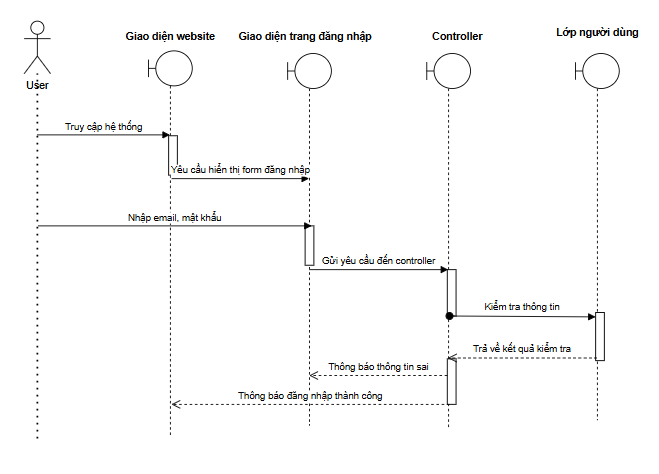 Giao diện website
Giao diện trang đăng nhập
Controller
Lớp người dùng
User
Truy cập hệ thống
Yêu cầu hiển thị form đăng nhập
Nhập email, mật khẩu
Gửi yêu cầu đến controller
Kiểm tra thông tin
Trả về kết quả kiểm tra
Thông báo thông tin sai
Thông báo đăng nhập thành công